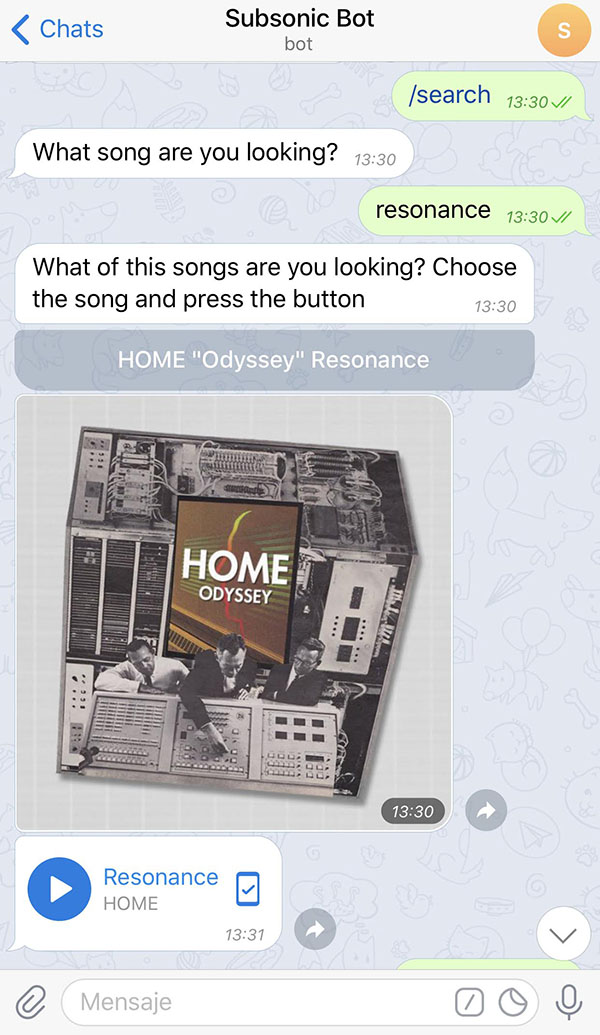 Chats
Subsonic Bot
bot
S
/search 13:30
What song are you looking? 13:30
resonance 13:30
What of this songs are you looking? Choose
the song and press the button 13:30
HOME "Odyssey" Resonance
HOME
ODYSSEY
13:30
Resonance
HOME
13:31
Mensaje